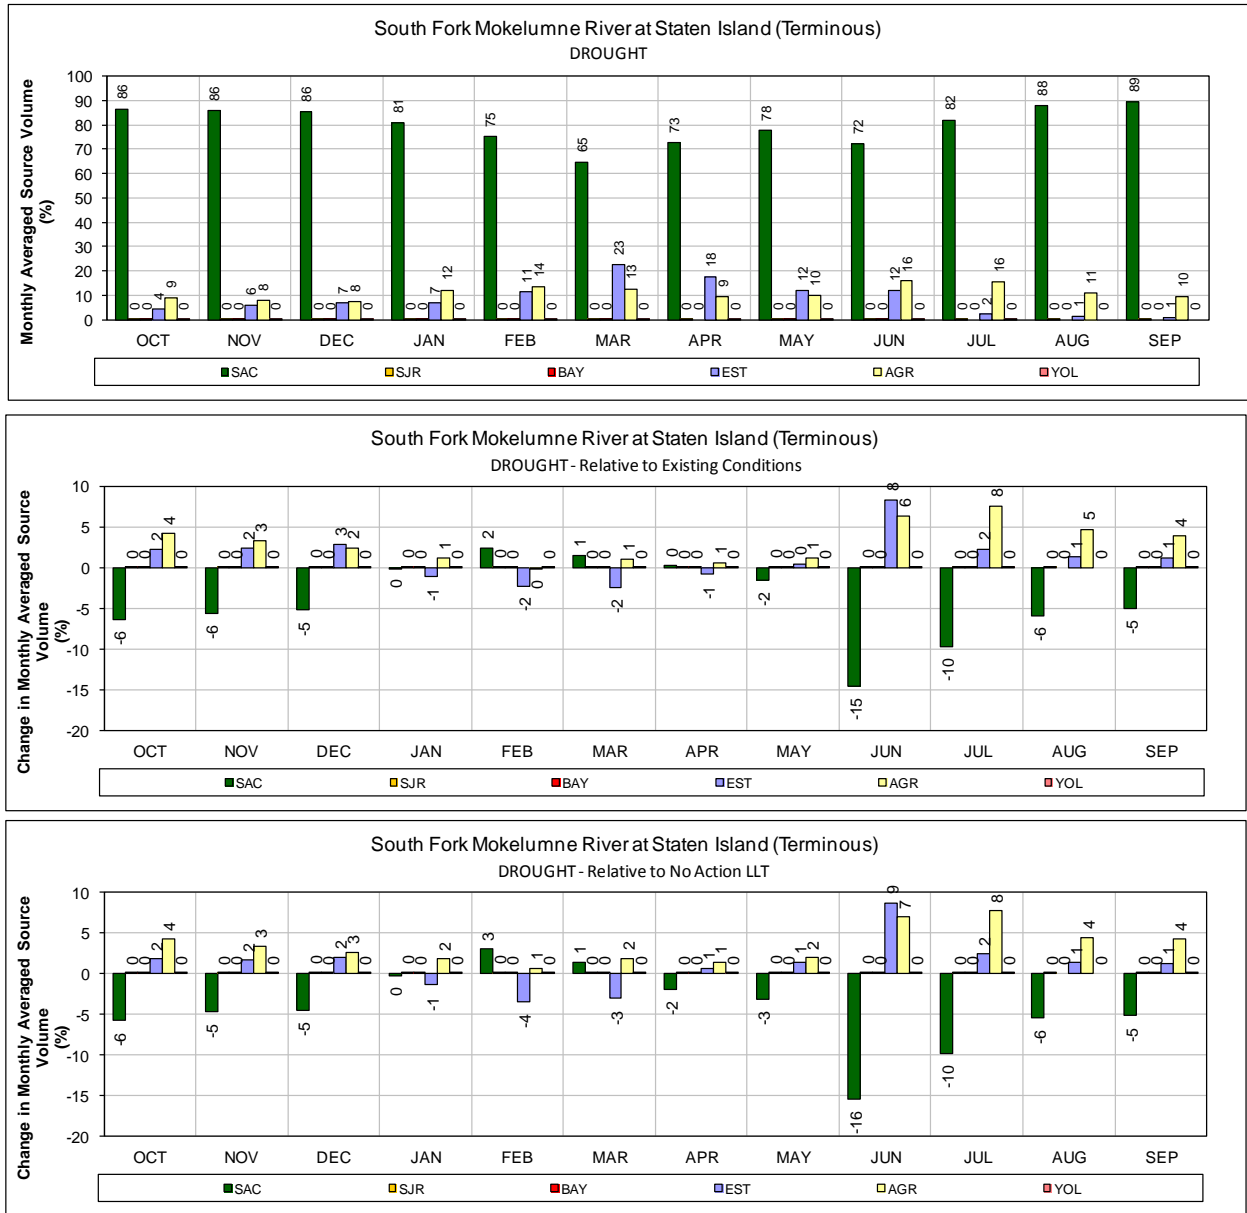 South Fork Mokelumne River at Staten Island (Terminous)
DROUGHT
Monthly Averaged Source Volume
(%)
100
90
80
70
60
50
40
30
20
10
0
86 0 0 4 9 0
86 0 0 6 8 0
86 0 0 7 8 0
81 0 0 7 12 0
75 0 0 11 14 0
65 0 0 23 13 0
73 0 18 9 0
78 0 0 12 10 0
72 0 0 12 16 0
82 0 2 16 0
88 0 1 11 0
89 0 1 10 0
OCT NOV DEC JAN FEB MAR APR MAY JUN JUL AUG SEP
SAC SJR BAY EST AGR YOL
South Fork Mokelumne River at Staten Island (Terminous)
DROUGHT - Relative to Existing Conditions
Change in Monthly Averaged Source
Volume
(%)
10
5
0
-5
-10
-15
-20
-6 0 0 2 4 0
-6 0 0 2 3 0
-5 0 0 3 2 0
0 0 0 -1 1 0
2 0 0 -2 0 0
1 0 0 -2 1 0
0 0 0 -1 1 0
-2 0 0 0 1 0
-15 0 0 8 6 0
-10 0 0 2 8 0
-6 0 1 5 0
-5 0 0 1 4 0
OCT NOV DEC JAN FEB MAR APR MAY JUN JUL AUG SEP
SAC SJR BAY EST AGR YOL
South Fork Mokelumne River at Staten Island (Terminous)
DROUGHT - Relative to No Action LLT
Change in Monthly Averaged Source
Volume
(%)
10
5
0
-5
-10
-15
-20
-6 0 0 2 4 0
-5 0 0 2 3 0
-5 0 0 2 3 0
0 0 0 -1 2 0
3 0 0 -4 1 0
1 0 0 -3 2 0
-2 0 0 1 1 0
-3 0 0 1 2 0
-16 0 0 9 7 0
-10 0 0 2 8 0
-6 0 1 4 0
-5 0 0 1 4 0
OCT NOV DEC JAN FEB MAR APR MAY JUN JUL AUG SEP
SAC SJR BAY EST AGR YOL